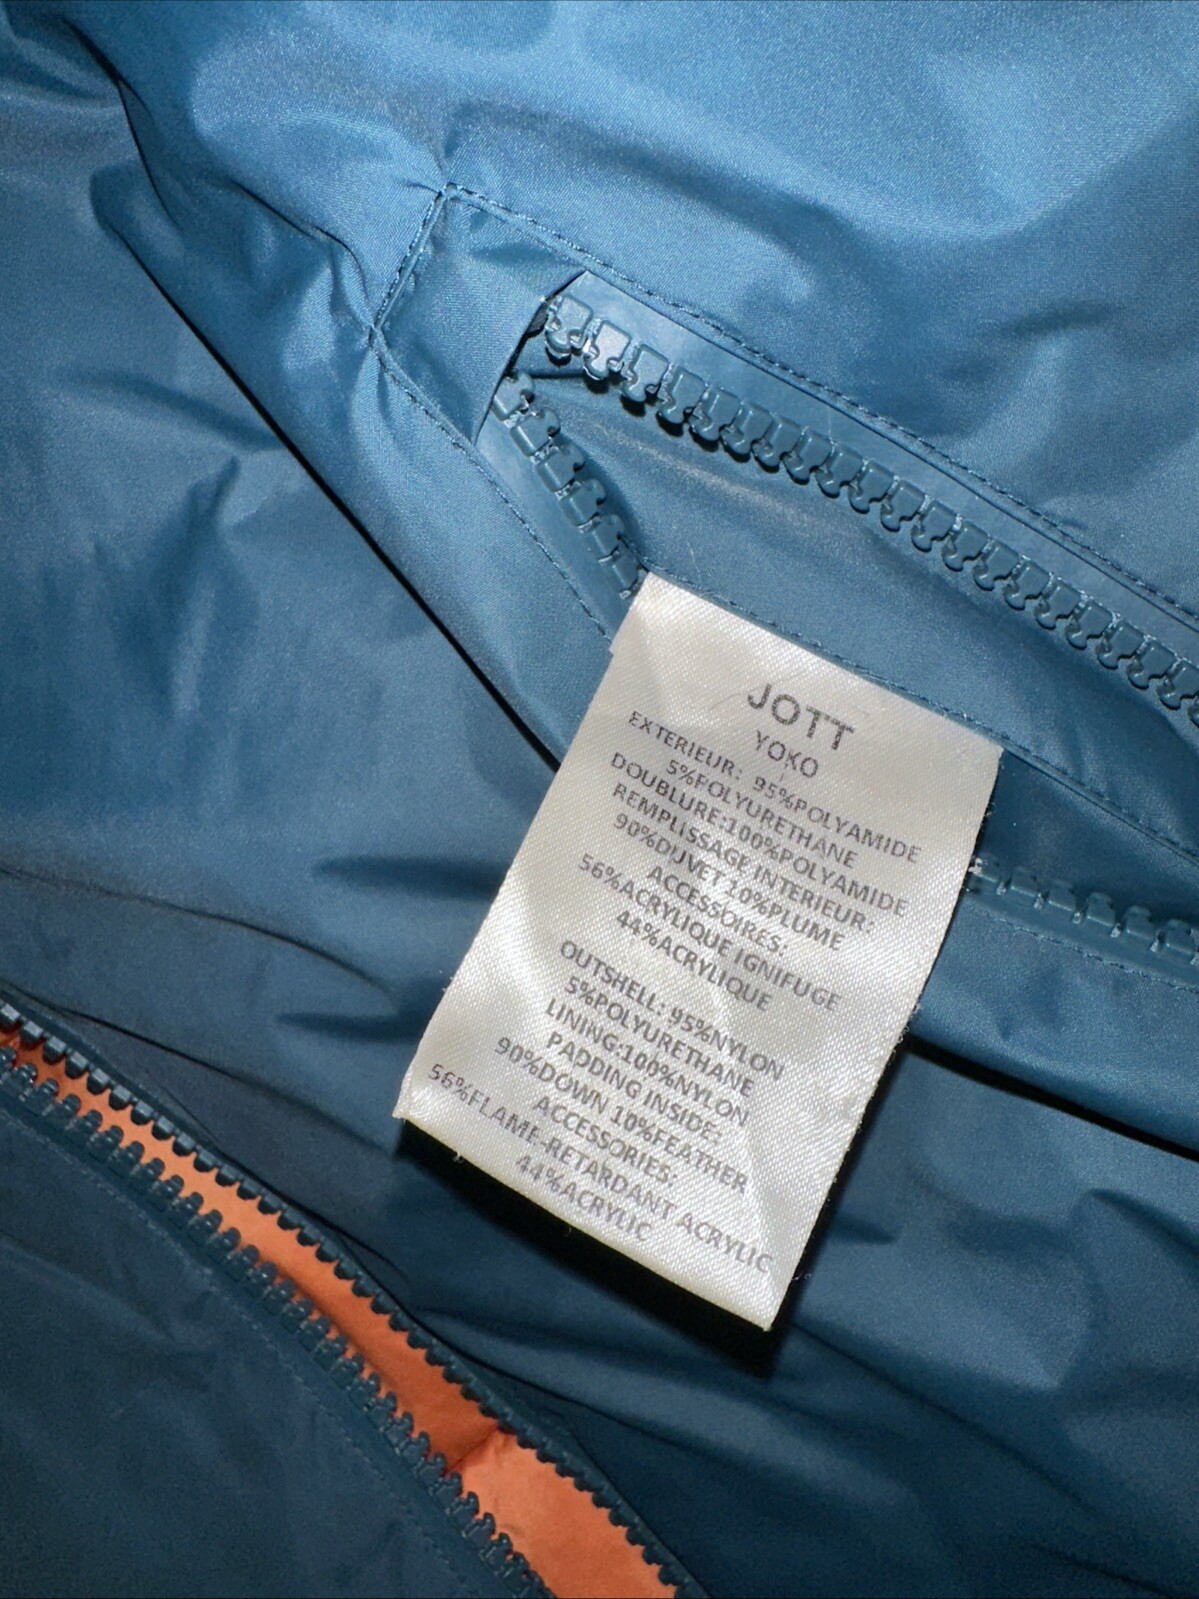 JOTT
YOKO
EXTERIEUR: 95%POLYAMIDE
5%POLYURETHANE
DOUBLURE:100%POLYAMIDE
REMPLISSAGE INTERIEUR:
90%DUVET 10%PLUME
ACCESSOIRES:
56%ACRYLIQUE IGNIFUGE
44%ACRYLIQUE
OUTSHELL: 95%NYLON
5%POLYURETHANE
LINING:100%NYLON
PADDING INSIDE:
90%DOWN 10%FEATHER
ACCESSORIES:
56%FLAME-RETARDANT ACRYLIC
44%ACRYLIC